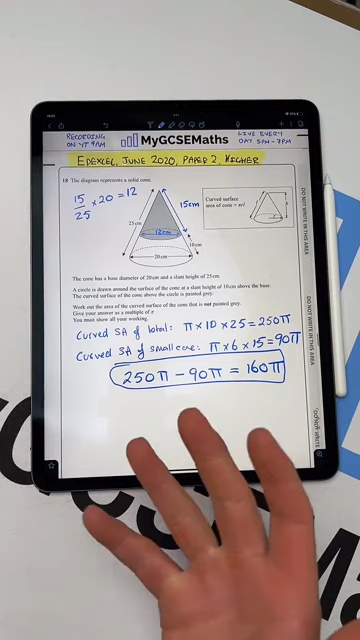 RECORDING
ON YT 9AM
MyGCSEMaths
LIVE EVERY
DAY 5PM-7PM
EDEXCEL, JUNE 2020, PAPER 2, HIGHER
18 The diagram represents a solid cone.
15/25 × 20 = 12
25 cm
15cm
12cm
10 cm
20 cm
Curved surface
area of cone = πrl
l
r
The cone has a base diameter of 20 cm and a slant height of 25 cm.
A circle is drawn around the surface of the cone at a slant height of 10 cm above the base.
The curved surface of the cone above the circle is painted grey.
Work out the area of the curved surface of the cone that is not painted grey.
Give your answer as a multiple of π
You must show all your working.
Curved SA of total: π × 10 × 25 = 250π
Curved SA of small cone: π × 6 × 15 = 90π
250π − 90π = 160π
DO NOT WRITE IN THIS AREA
DO NOT WRITE IN THIS AREA